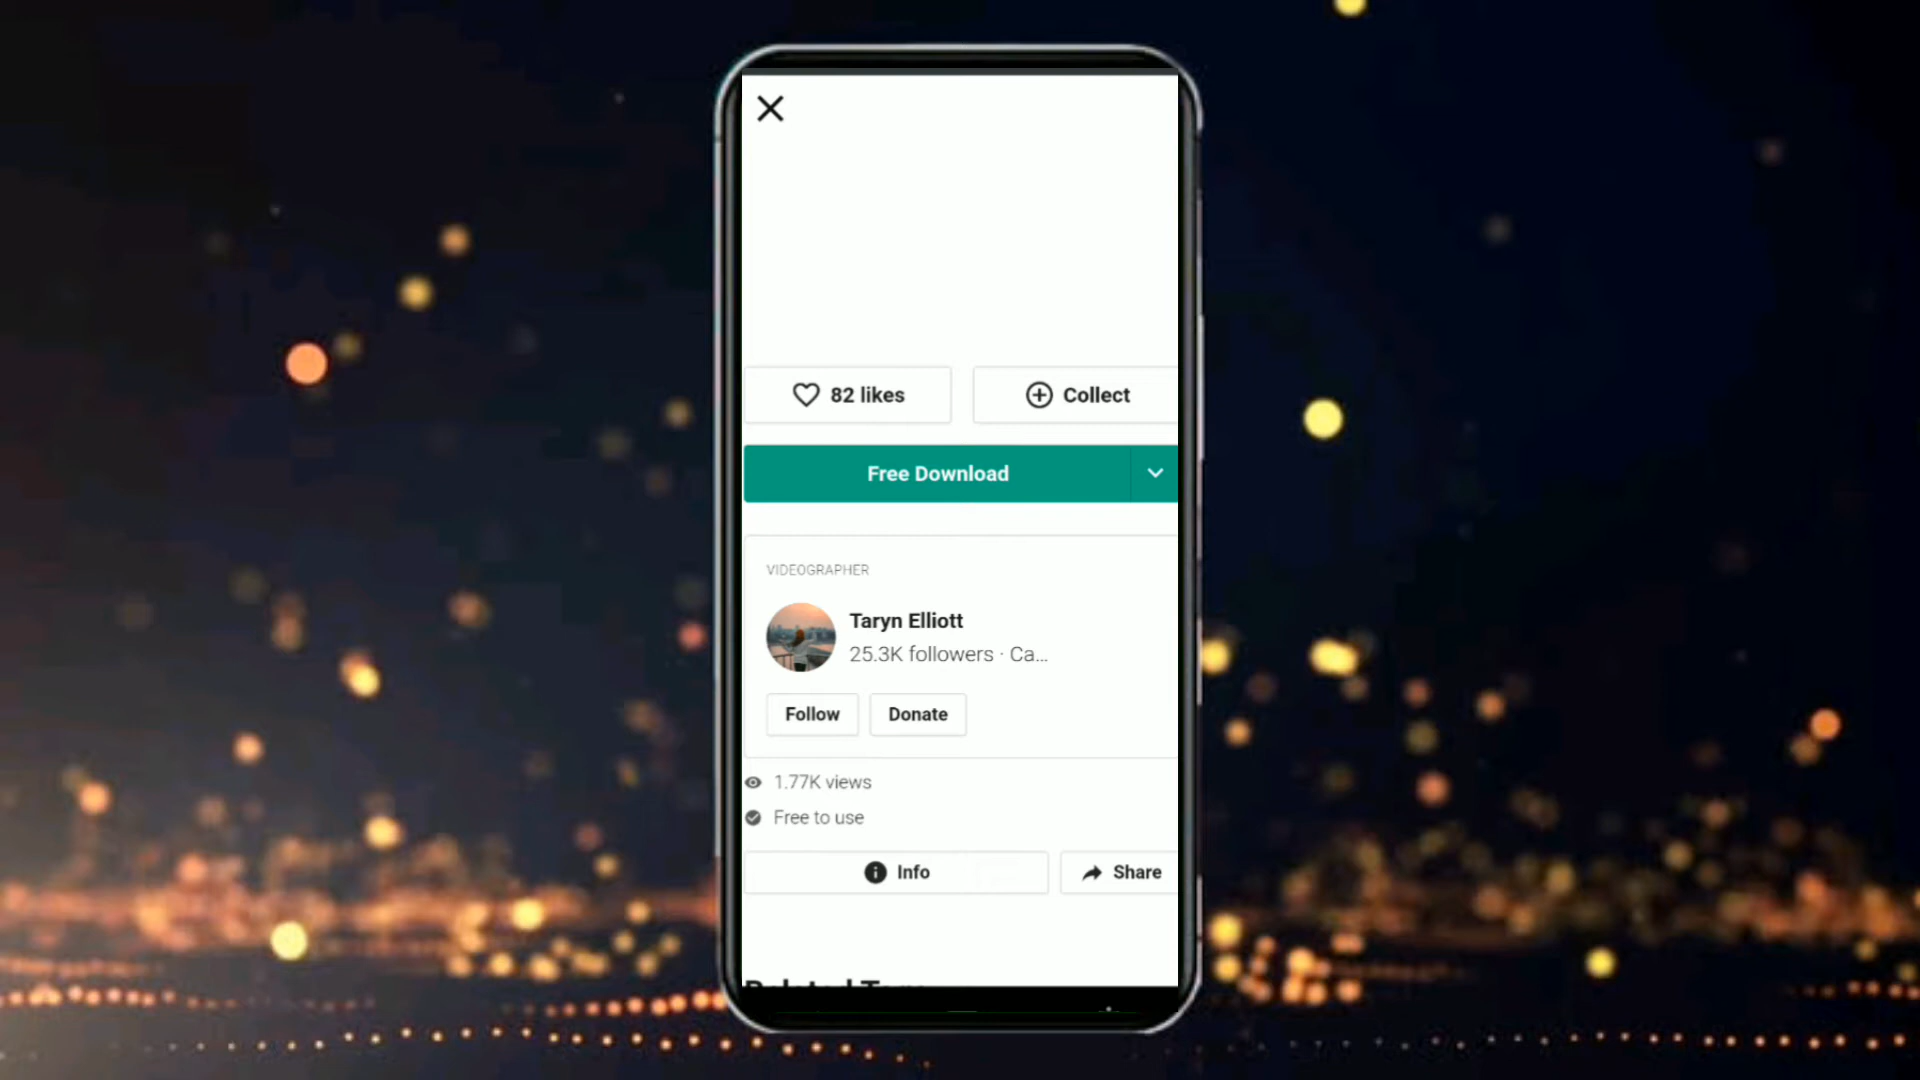 82 likes
Collect
Free Download
VIDEOGRAPHER
Taryn Elliott
25.3K followers · Ca...
Follow
Donate
1.77K views
Free to use
Info
Share